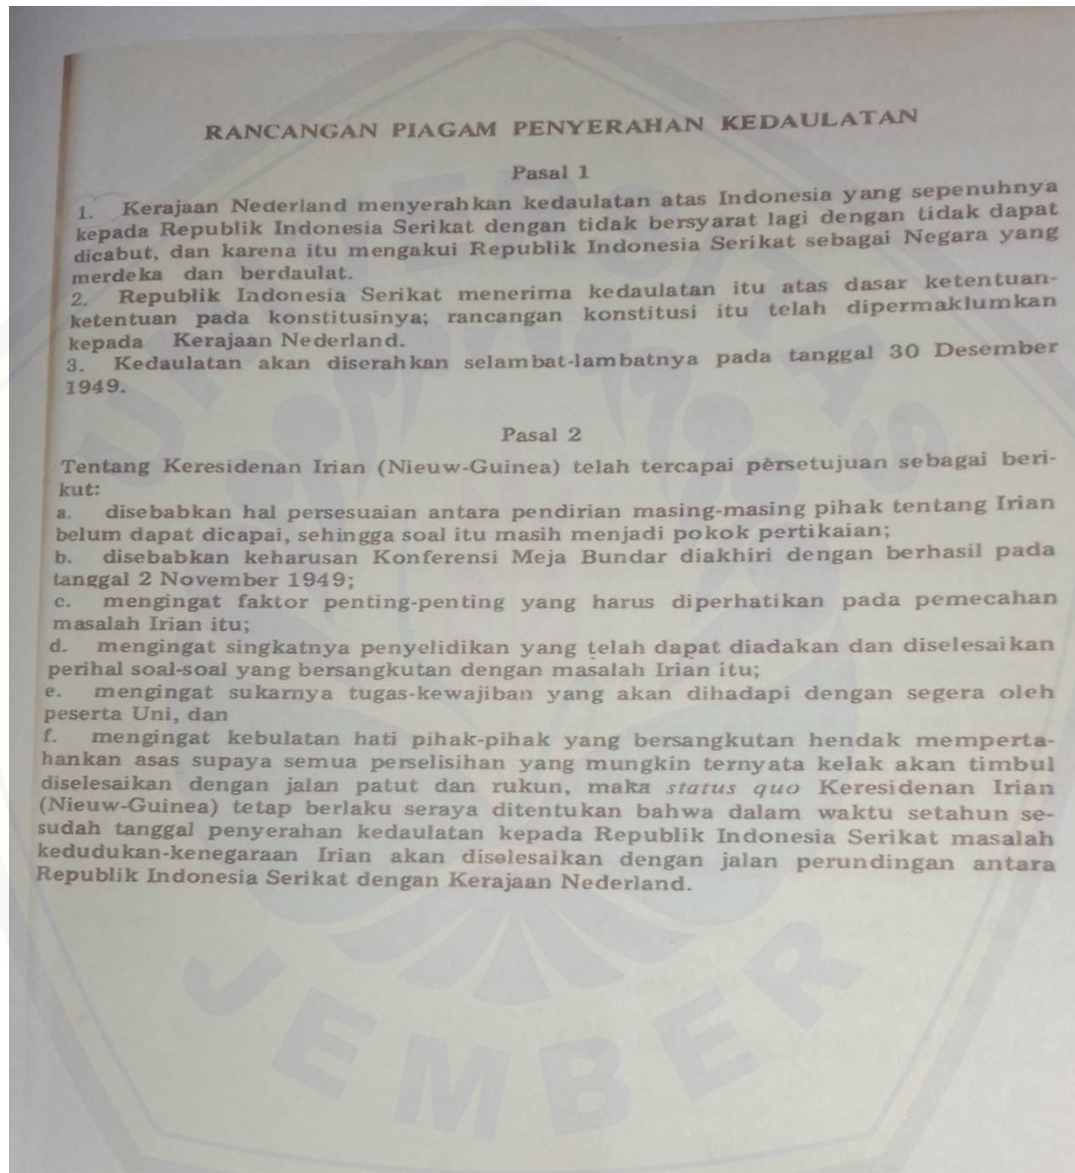 RANCANGAN PIAGAM PENYERAHAN KEDAULATAN
Pasal 1
1. Kerajaan Nederland menyerahkan kedaulatan atas Indonesia yang sepenuhnya
kepada Republik Indonesia Serikat dengan tidak bersyarat lagi dengan tidak dapat
dicabut, dan karena itu mengakui Republik Indonesia Serikat sebagai Negara yang
merdeka dan berdaulat.
2. Republik Indonesia Serikat menerima kedaulatan itu atas dasar ketentuan-
ketentuan pada konstitusinya; rancangan konstitusi itu telah dipermaklumkan
kepada Kerajaan Nederland.
3. Kedaulatan akan diserahkan selambat-lambatnya pada tanggal 30 Desember
1949.
Pasal 2
Tentang Keresidenan Irian (Nieuw-Guinea) telah tercapai persetujuan sebagai beri-
kut:
a. disebabkan hal persesuaian antara pendirian masing-masing pihak tentang Irian
belum dapat dicapai, sehingga soal itu masih menjadi pokok pertikaian;
b. disebabkan keharusan Konferensi Meja Bundar diakhiri dengan berhasil pada
tanggal 2 November 1949;
c. mengingat faktor penting-penting yang harus diperhatikan pada pemecahan
masalah Irian itu;
d. mengingat singkatnya penyelidikan yang telah dapat diadakan dan diselesaikan
perihal soal-soal yang bersangkutan dengan masalah Irian itu;
e. mengingat sukarnya tugas-kewajiban yang akan dihadapi dengan segera oleh
peserta Uni, dan
f. mengingat kebulatan hati pihak-pihak yang bersangkutan hendak memperta-
hankan asas supaya semua perselisihan yang mungkin ternyata kelak akan timbul
diselesaikan dengan jalan patut dan rukun, maka status quo Keresidenan Irian
(Nieuw-Guinea) tetap berlaku seraya ditentukan bahwa dalam waktu setahun se-
sudah tanggal penyerahan kedaulatan kepada Republik Indonesia Serikat masalah
kedudukan-kenegaraan Irian akan diselesaikan dengan jalan perundingan antara
Republik Indonesia Serikat dengan Kerajaan Nederland.
UNIVERSITAS
JEMBER